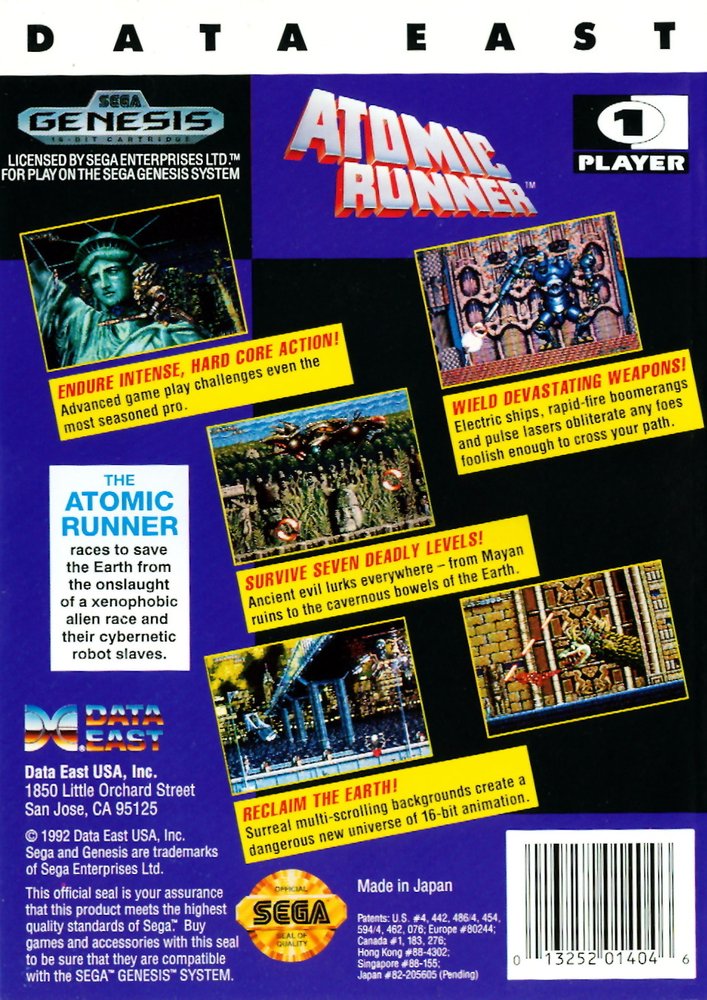 DATA EAST
SEGA
GENESIS
16-BIT CARTRIDGE
LICENSED BY SEGA ENTERPRISES LTD.™
FOR PLAY ON THE SEGA GENESIS SYSTEM
ATOMIC
RUNNER™
1
PLAYER
ENDURE INTENSE, HARD CORE ACTION!
Advanced game play challenges even the
most seasoned pro.
WIELD DEVASTATING WEAPONS!
Electric ships, rapid-fire boomerangs
and pulse lasers obliterate any foes
foolish enough to cross your path.
THE
ATOMIC
RUNNER
races to save
the Earth from
the onslaught
of a xenophobic
alien race and
their cybernetic
robot slaves.
SURVIVE SEVEN DEADLY LEVELS!
Ancient evil lurks everywhere – from Mayan
ruins to the cavernous bowels of the Earth.
RECLAIM THE EARTH!
Surreal multi-scrolling backgrounds create a
dangerous new universe of 16-bit animation.
DATA
EAST
Data East USA, Inc.
1850 Little Orchard Street
San Jose, CA 95125
© 1992 Data East USA, Inc.
Sega and Genesis are trademarks
of Sega Enterprises Ltd.
This official seal is your assurance
that this product meets the highest
quality standards of Sega.™ Buy
games and accessories with this seal
to be sure that they are compatible
with the SEGA™ GENESIS™ SYSTEM.
OFFICIAL
SEGA
SEAL OF
QUALITY
Made in Japan
Patents: U.S. #4, 442, 486/4, 454,
594/4, 462, 076; Europe #80244;
Canada #1, 183, 276;
Hong Kong #88-4302;
Singapore #88-155;
Japan #82-205605 (Pending)
0 13252 01404 6